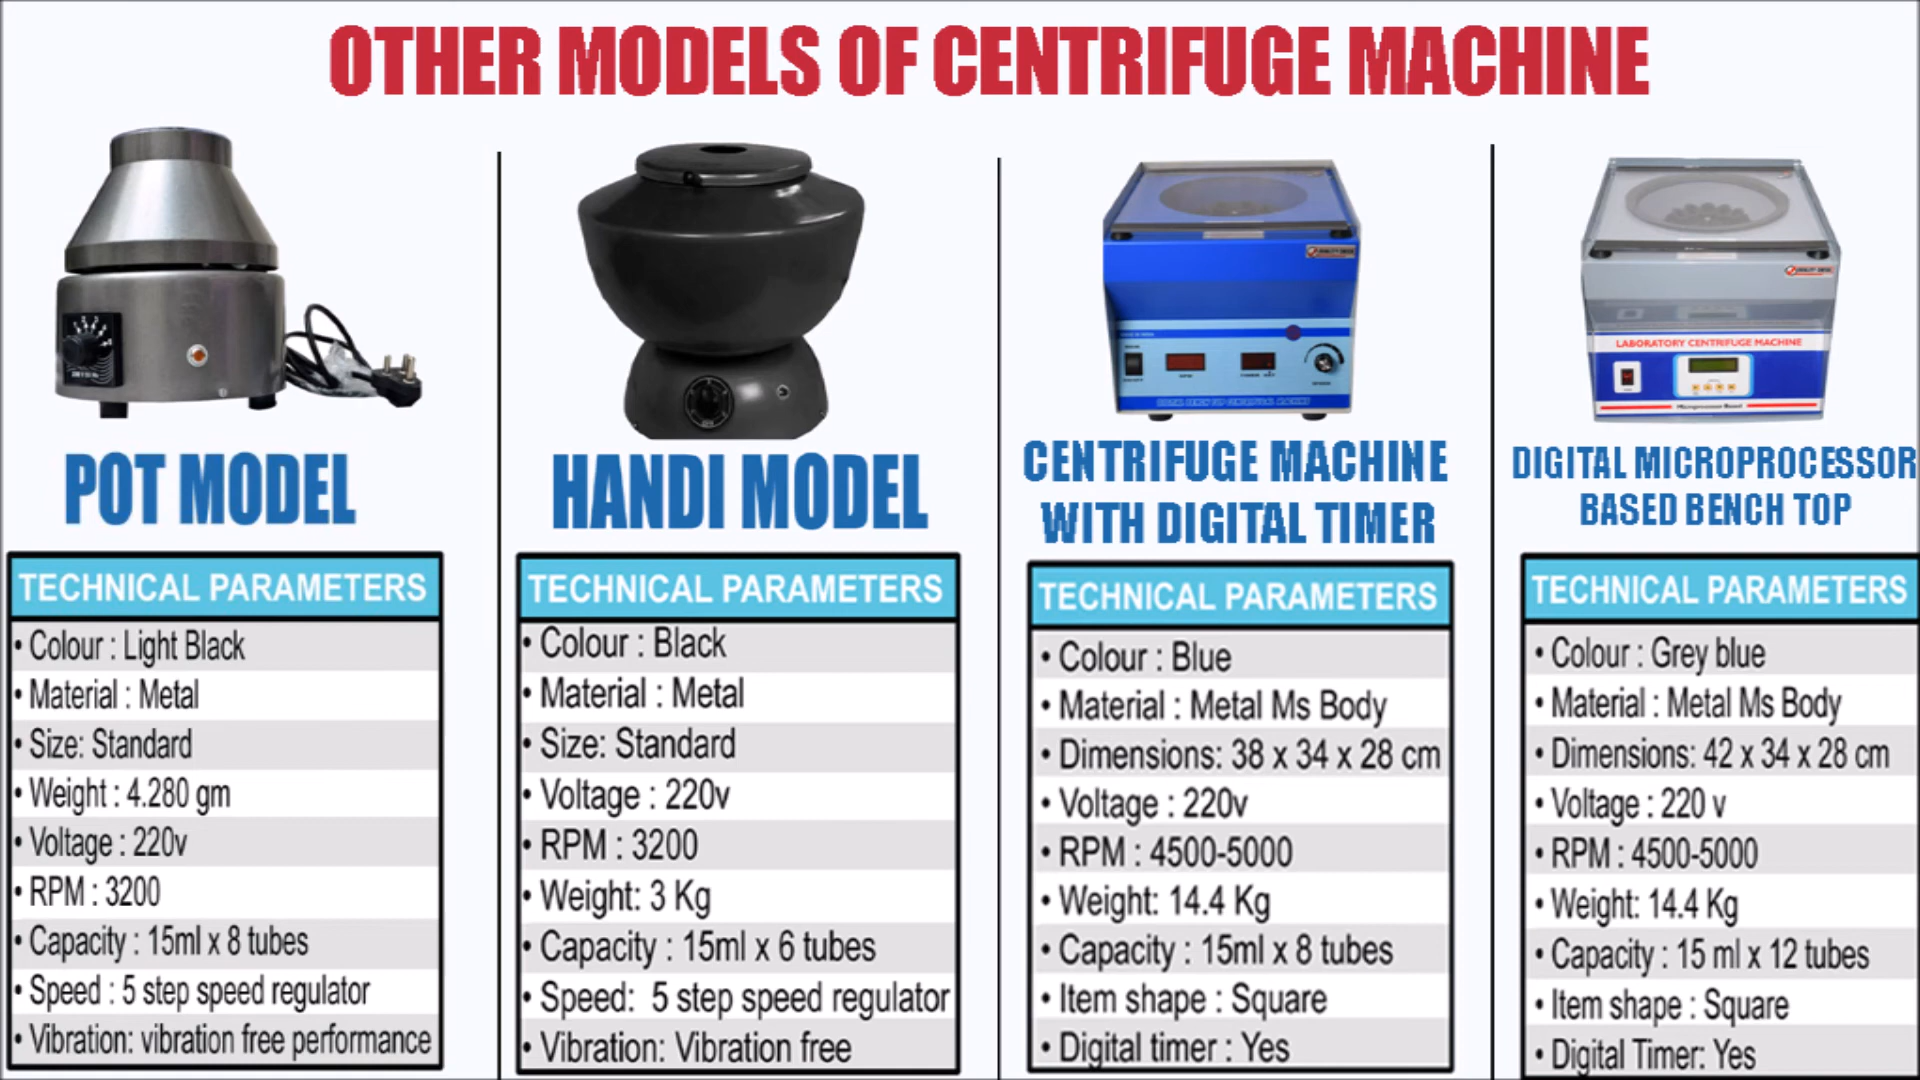 OTHER MODELS OF CENTRIFUGE MACHINE
POT MODEL
TECHNICAL PARAMETERS
• Colour : Light Black
• Material : Metal
• Size: Standard
• Weight : 4.280 gm
• Voltage : 220v
• RPM : 3200
• Capacity : 15ml x 8 tubes
• Speed : 5 step speed regulator
• Vibration: vibration free performance
HANDI MODEL
TECHNICAL PARAMETERS
• Colour : Black
• Material : Metal
• Size: Standard
• Voltage : 220v
• RPM : 3200
• Weight: 3 Kg
• Capacity : 15ml x 6 tubes
• Speed: 5 step speed regulator
• Vibration: Vibration free
CENTRIFUGE MACHINE
WITH DIGITAL TIMER
TECHNICAL PARAMETERS
• Colour : Blue
• Material : Metal Ms Body
• Dimensions: 38 x 34 x 28 cm
• Voltage : 220v
• RPM : 4500-5000
• Weight: 14.4 Kg
• Capacity : 15ml x 8 tubes
• Item shape : Square
• Digital timer : Yes
LABORATORY CENTRIFUGE MACHINE
Microprocessor Based
DIGITAL MICROPROCESSOR
BASED BENCH TOP
TECHNICAL PARAMETERS
• Colour : Grey blue
• Material : Metal Ms Body
• Dimensions: 42 x 34 x 28 cm
• Voltage : 220 v
• RPM : 4500-5000
• Weight: 14.4 Kg
• Capacity : 15 ml x 12 tubes
• Item shape : Square
• Digital Timer: Yes